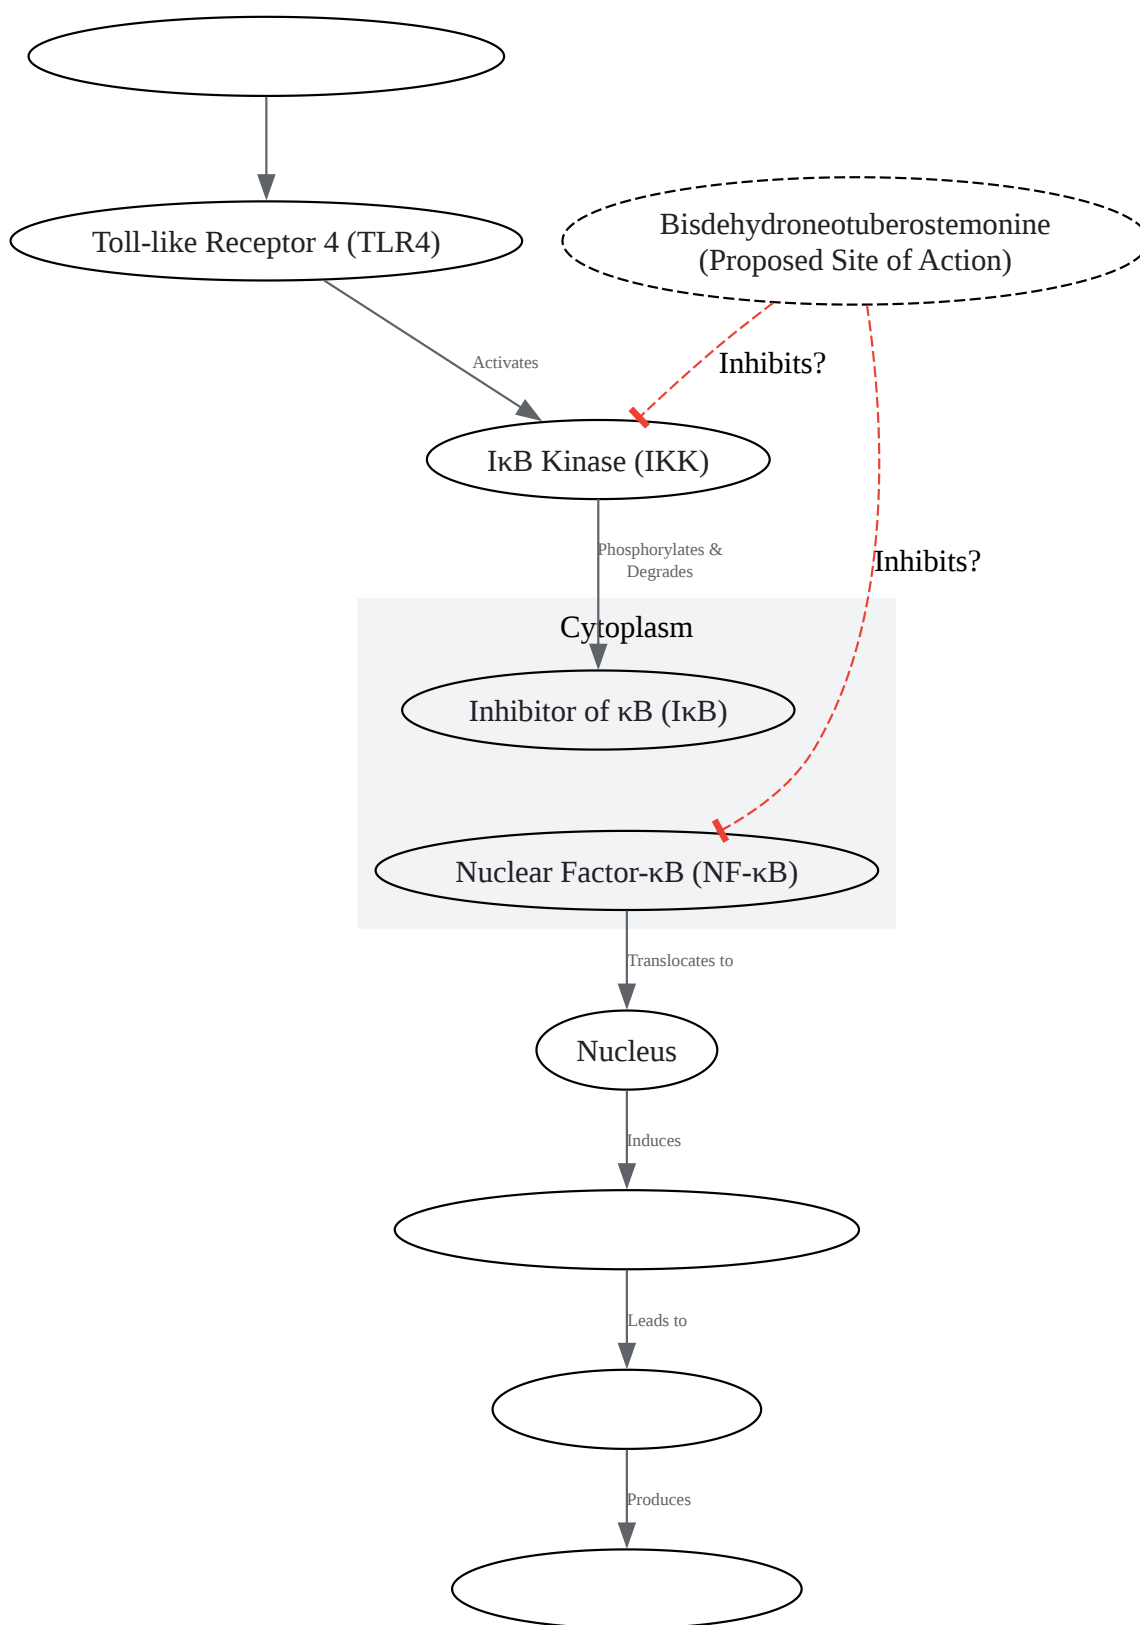 Toll-like Receptor 4 (TLR4)
Bisdehydroneotuberostemonine
(Proposed Site of Action)
Activates
Inhibits?
IκB Kinase (IKK)
Phosphorylates &
Degrades
Inhibits?
Cytoplasm
Inhibitor of κB (IκB)
Nuclear Factor-κB (NF-κB)
Translocates to
Nucleus
Induces
Leads to
Produces